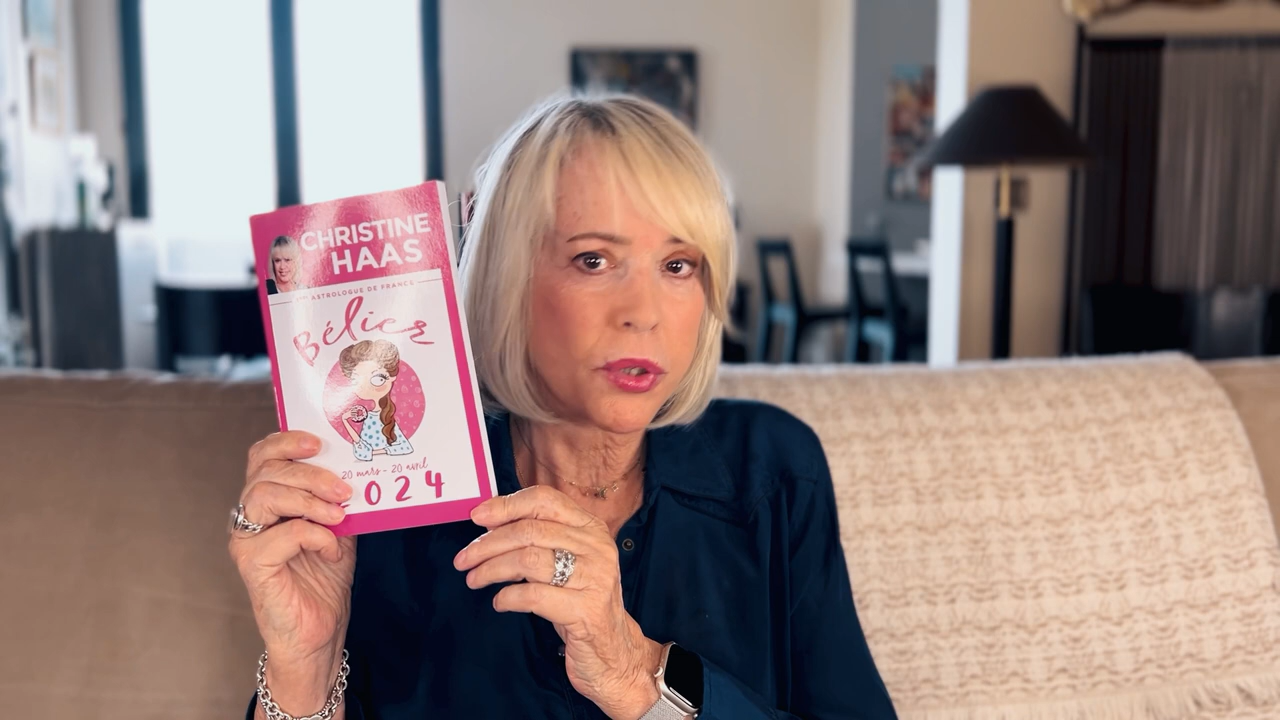 CHRISTINE
HAAS
ASTROLOGUE DE FRANCE
Bélier
20 mars - 20 avril
024